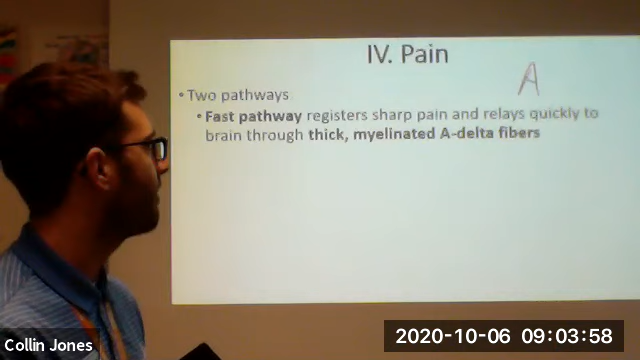 IV. Pain
A
• Two pathways
• Fast pathway registers sharp pain and relays quickly to
brain through thick, myelinated A-delta fibers
Collin Jones
2020-10-06 09:03:58